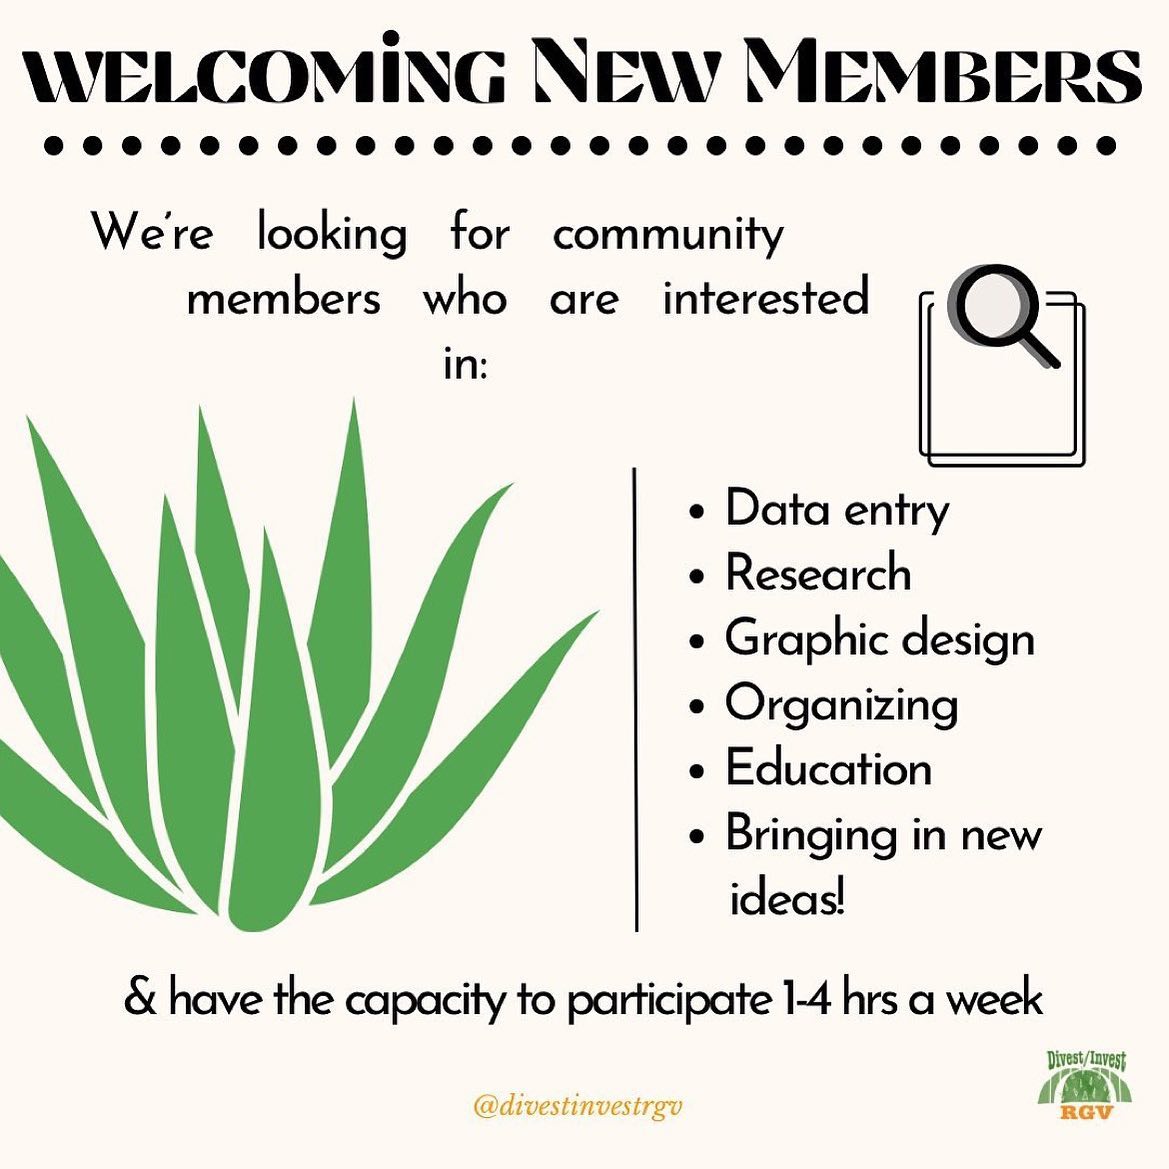 WELCOMiNG NEW MEMBERS
We're looking for community
members who are interested
in:
• Data entry
• Research
• Graphic design
• Organizing
• Education
• Bringing in new
ideas!
& have the capacity to participate 1-4 hrs a week
@divestinvestrgv
Divest/Invest
RGV